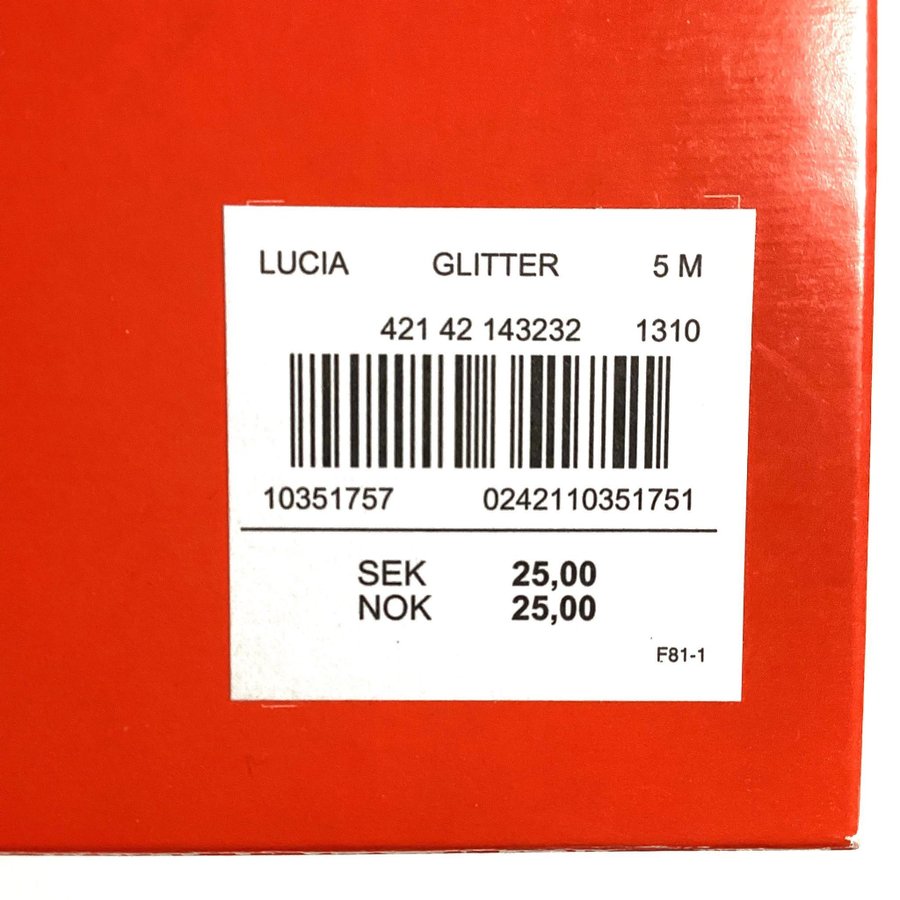 LUCIA GLITTER 5 M
421 42 143232 1310
10351757 0242110351751
SEK 25,00
NOK 25,00
F81-1